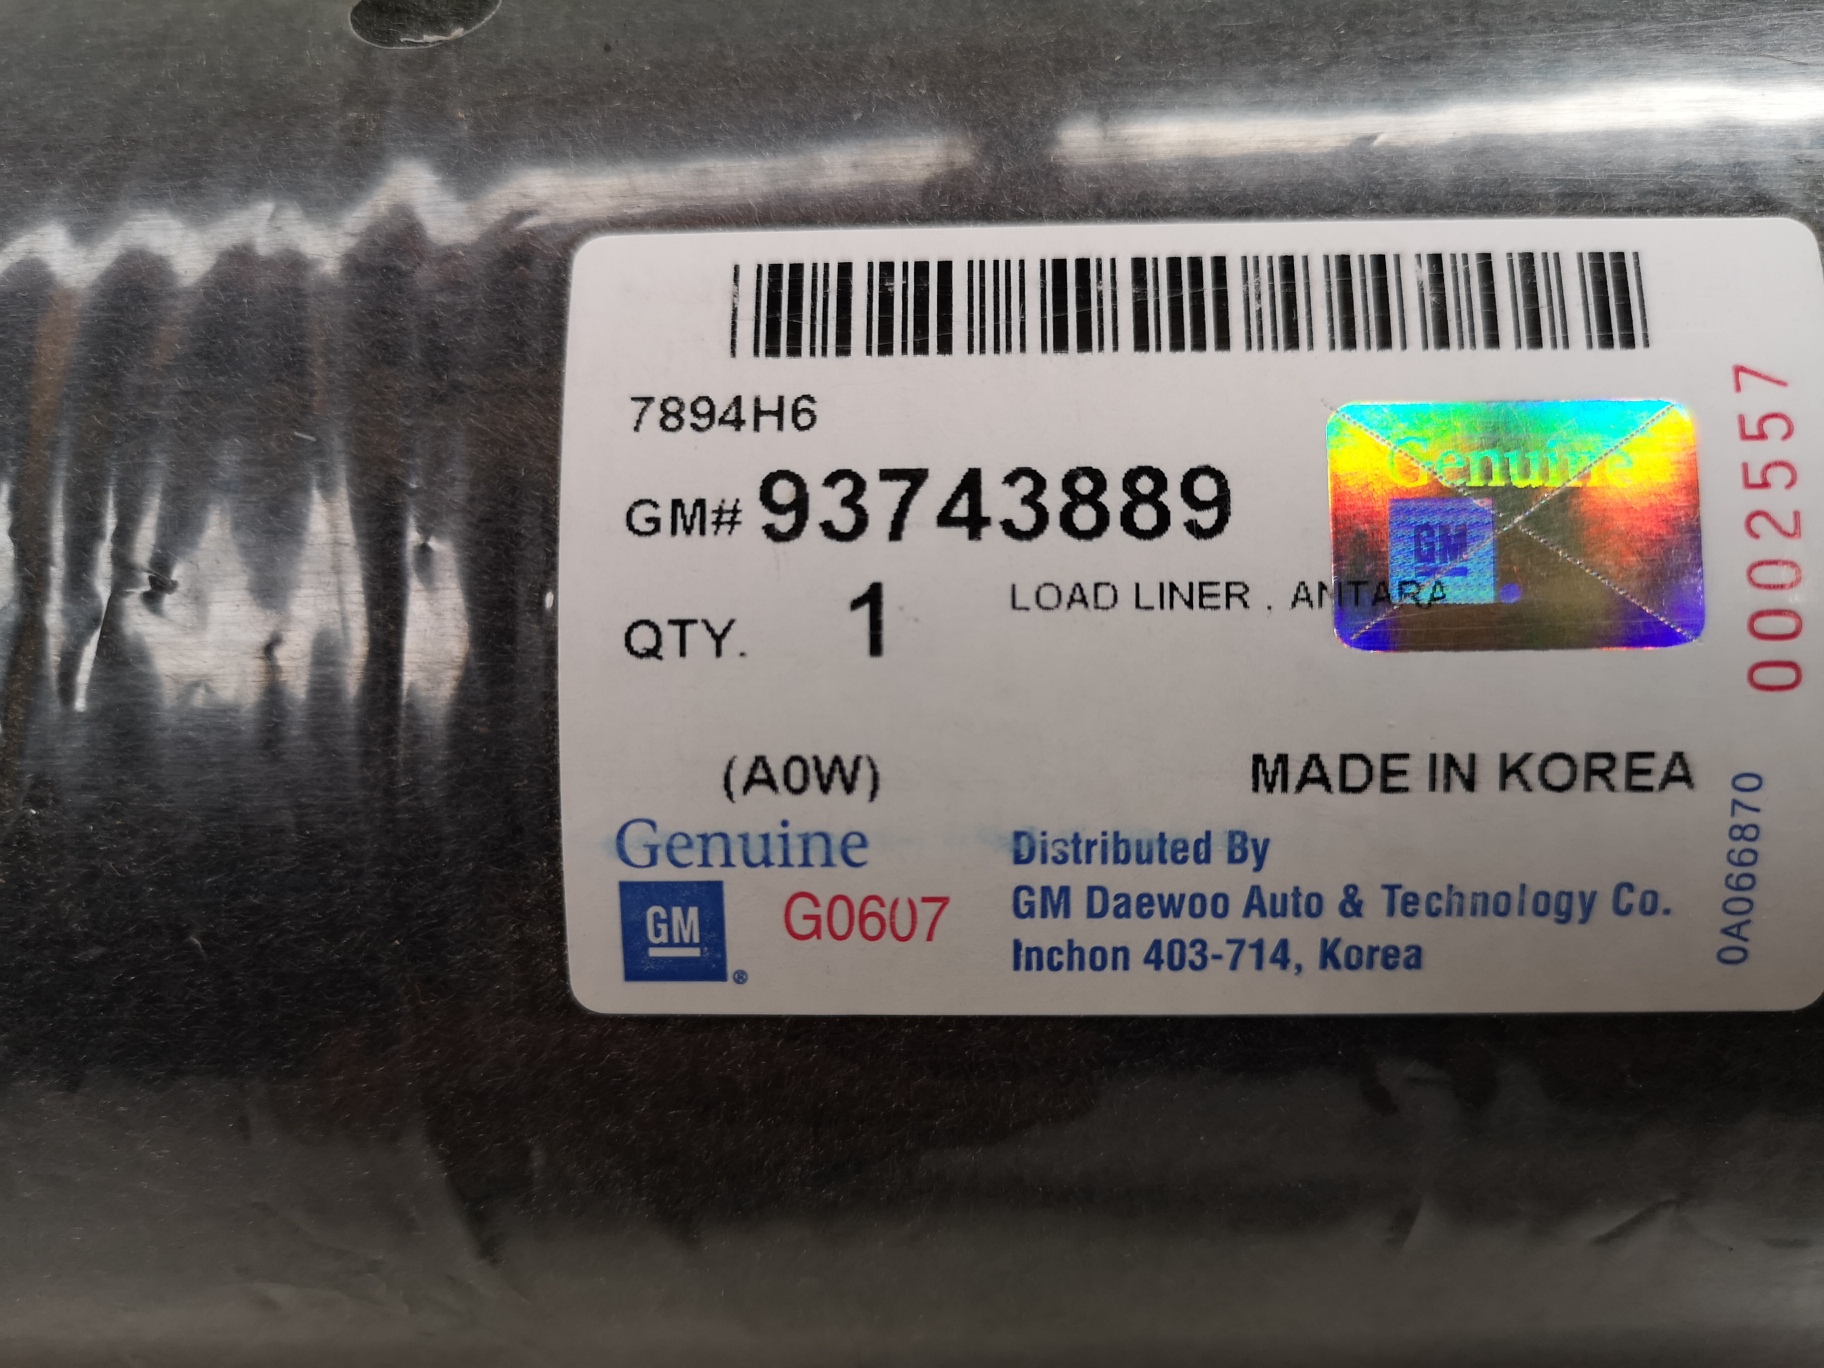 7894H6
GM# 93743889
Genuine
GM
QTY. 1
LOAD LINER . ANTARA
(A0W)
MADE IN KOREA
Genuine
GM ®
G0607
Distributed By
GM Daewoo Auto & Technology Co.
Inchon 403-714, Korea
0002557
0A066870